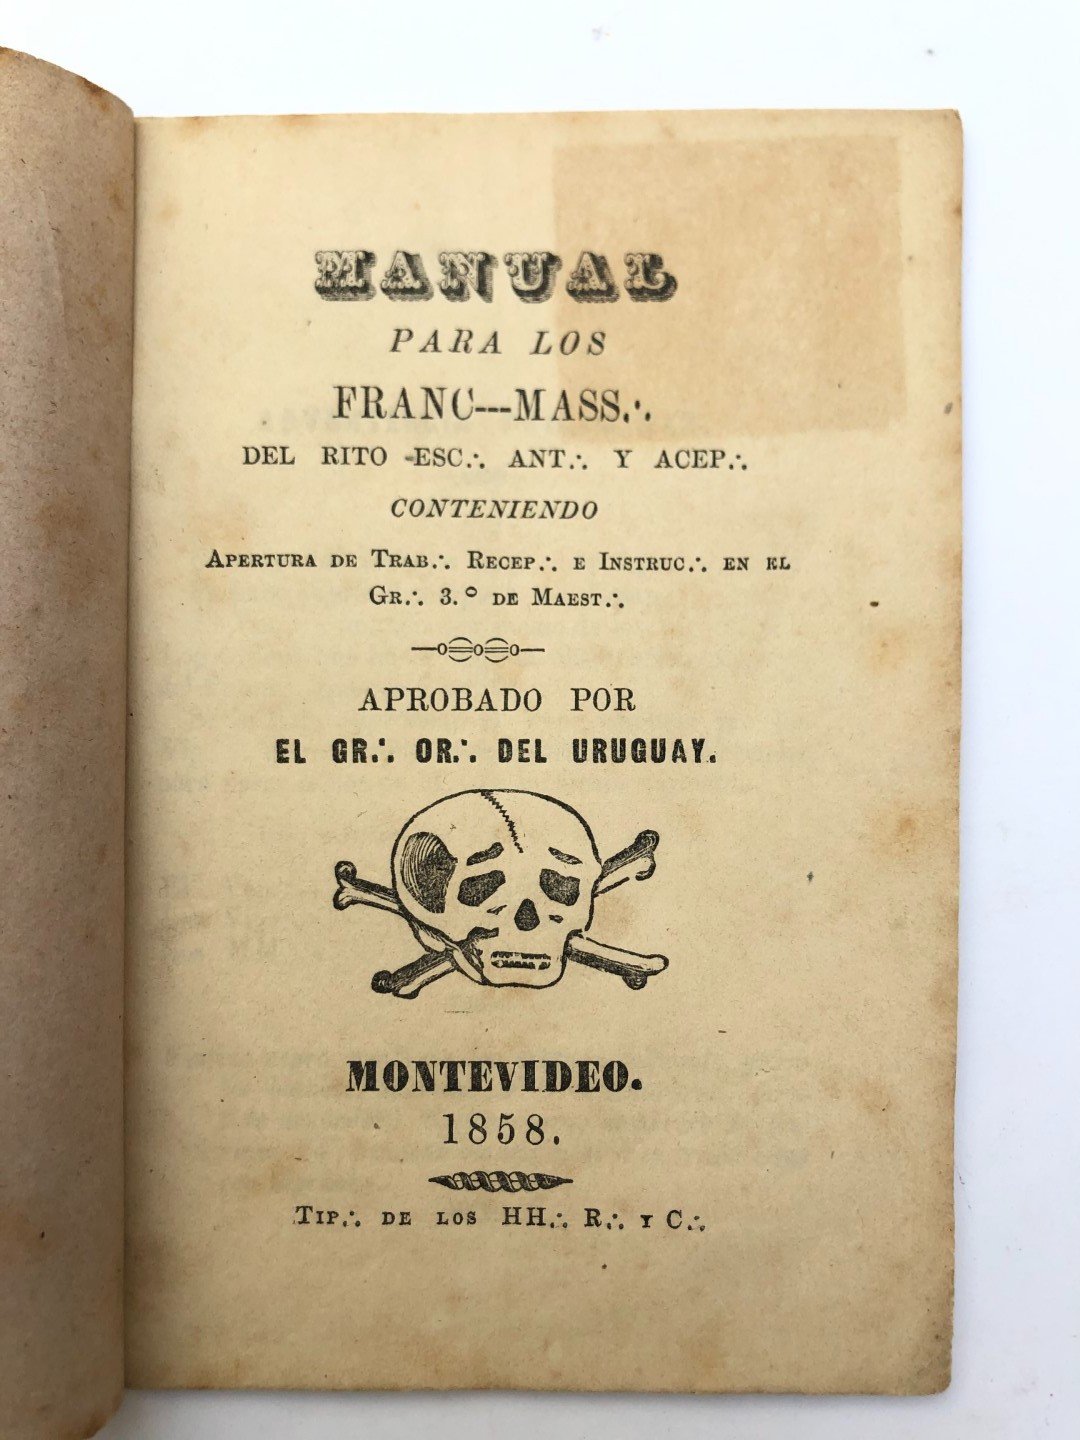 MANUAL
PARA LOS
FRANC---MASS.∙.
DEL RITO ESC.∙. ANT.∙. Y ACEP.∙.
CONTENIENDO
APERTURA DE TRAB.∙. RECEP.∙. E INSTRUC.∙. EN EL
GR.∙. 3.º DE MAEST.∙.
APROBADO POR
EL GR.∙. OR.∙. DEL URUGUAY.
MONTEVIDEO.
1858.
TIP.∙. DE LOS HH.∙. R.∙. Y C.∙.